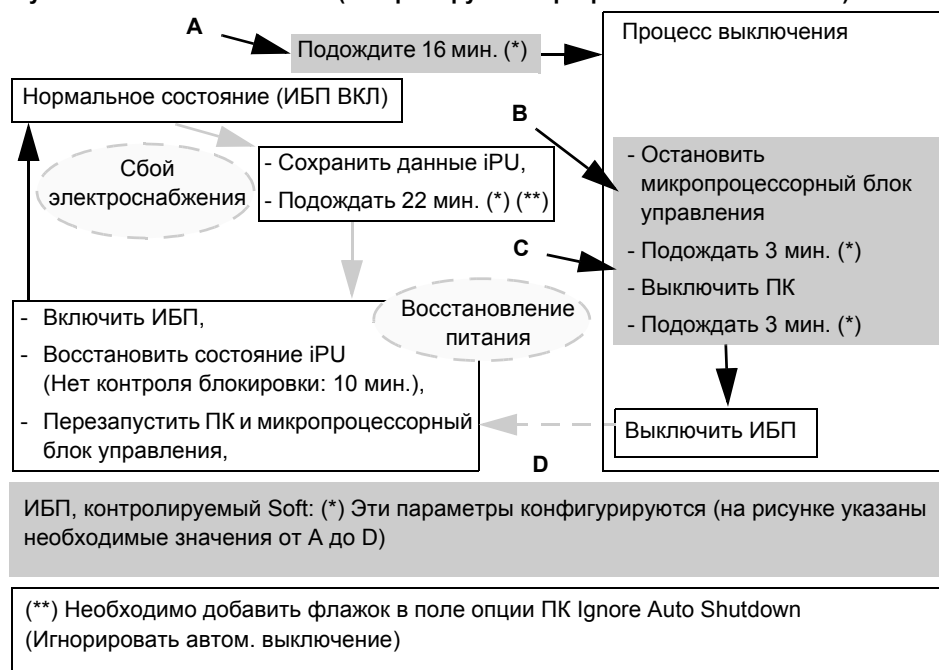 A
Подождите 16 мин. (*)
Процесс выключения
Нормальное состояние (ИБП ВКЛ)
B
Сбой
электроснабжения
- Сохранить данные iPU,
- Подождать 22 мин. (*) (**)
- Остановить
микропроцессорный блок
управления
- Подождать 3 мин. (*)
- Выключить ПК
- Подождать 3 мин. (*)
C
Восстановление
питания
- Включить ИБП,
- Восстановить состояние iPU
(Нет контроля блокировки: 10 мин.),
- Перезапустить ПК и микропроцессорный
блок управления,
Выключить ИБП
D
ИБП, контролируемый Soft: (*) Эти параметры конфигурируются (на рисунке указаны
необходимые значения от A до D)
(**) Необходимо добавить флажок в поле опции ПК Ignore Auto Shutdown
(Игнорировать автом. выключение)